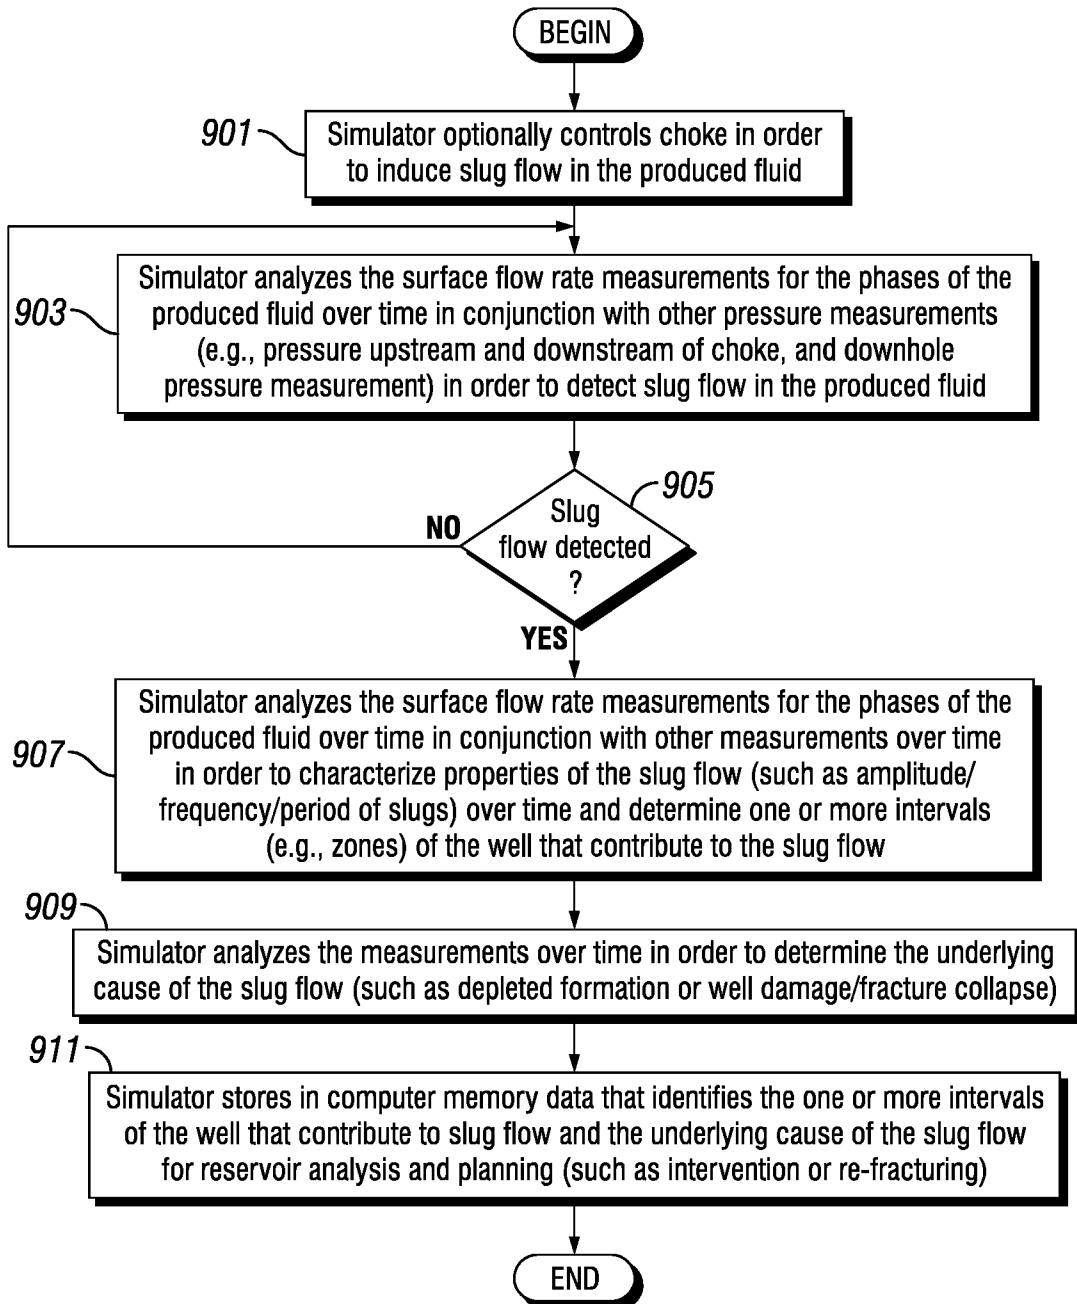 BEGIN
901
Simulator optionally controls choke in order
to induce slug flow in the produced fluid
903
Simulator analyzes the surface flow rate measurements for the phases of the
produced fluid over time in conjunction with other pressure measurements
(e.g., pressure upstream and downstream of choke, and downhole
pressure measurement) in order to detect slug flow in the produced fluid
905
Slug
flow detected
?
NO
YES
907
Simulator analyzes the surface flow rate measurements for the phases of the
produced fluid over time in conjunction with other measurements over time
in order to characterize properties of the slug flow (such as amplitude/
frequency/period of slugs) over time and determine one or more intervals
(e.g., zones) of the well that contribute to the slug flow
909
Simulator analyzes the measurements over time in order to determine the underlying
cause of the slug flow (such as depleted formation or well damage/fracture collapse)
911
Simulator stores in computer memory data that identifies the one or more intervals
of the well that contribute to slug flow and the underlying cause of the slug flow
for reservoir analysis and planning (such as intervention or re-fracturing)
END